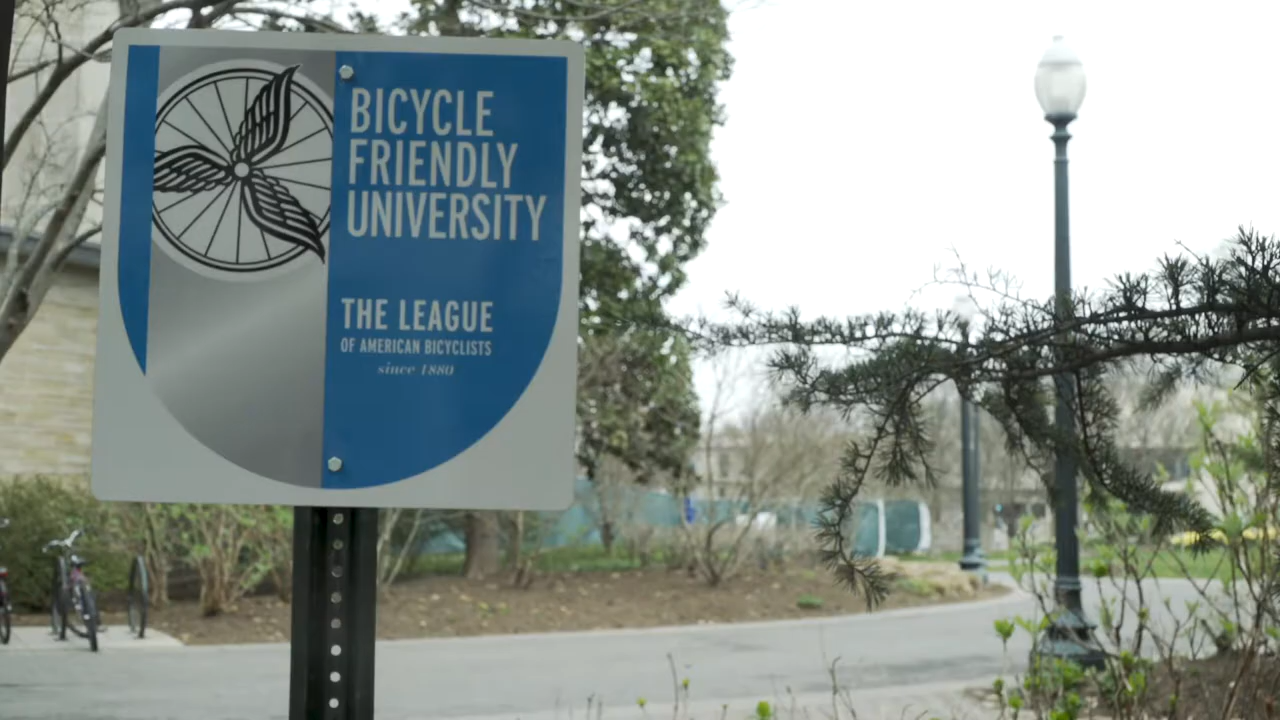 BICYCLE
FRIENDLY
UNIVERSITY
THE LEAGUE
OF AMERICAN BICYCLISTS
since 1880